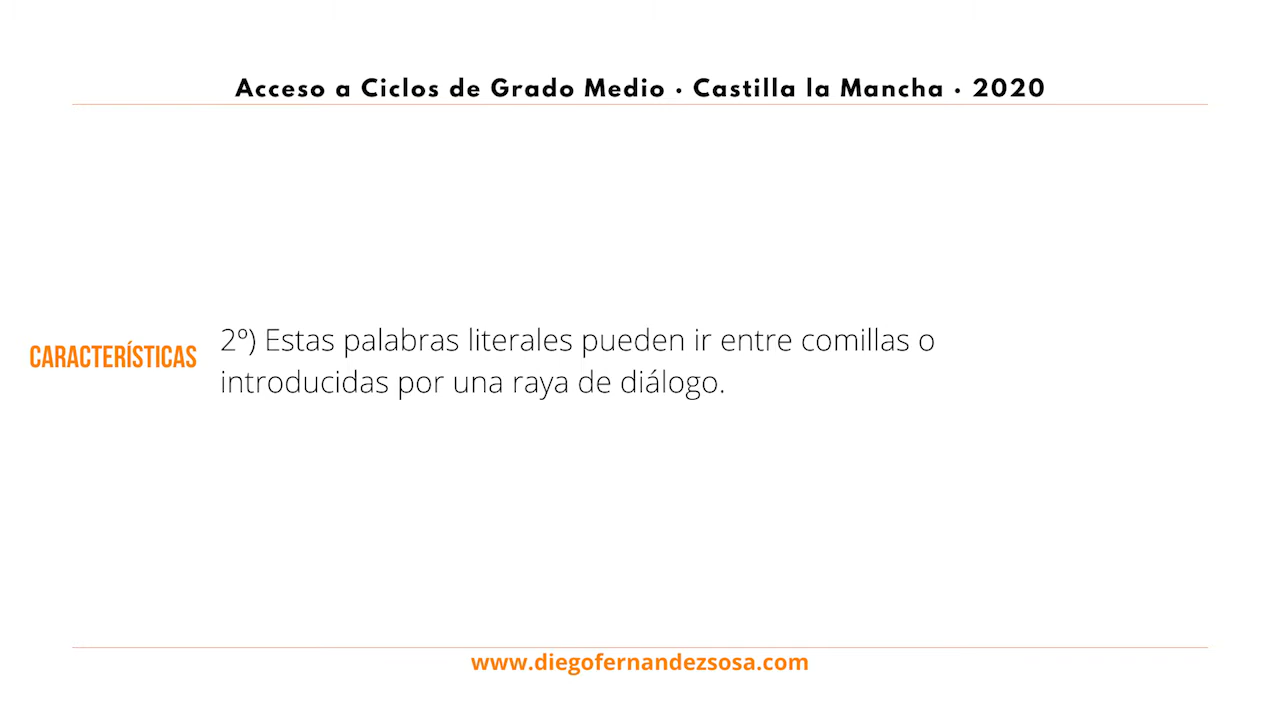 Acceso a Ciclos de Grado Medio · Castilla la Mancha · 2020
CARACTERÍSTICAS
2º) Estas palabras literales pueden ir entre comillas o
introducidas por una raya de diálogo.
www.diegofernandezsosa.com